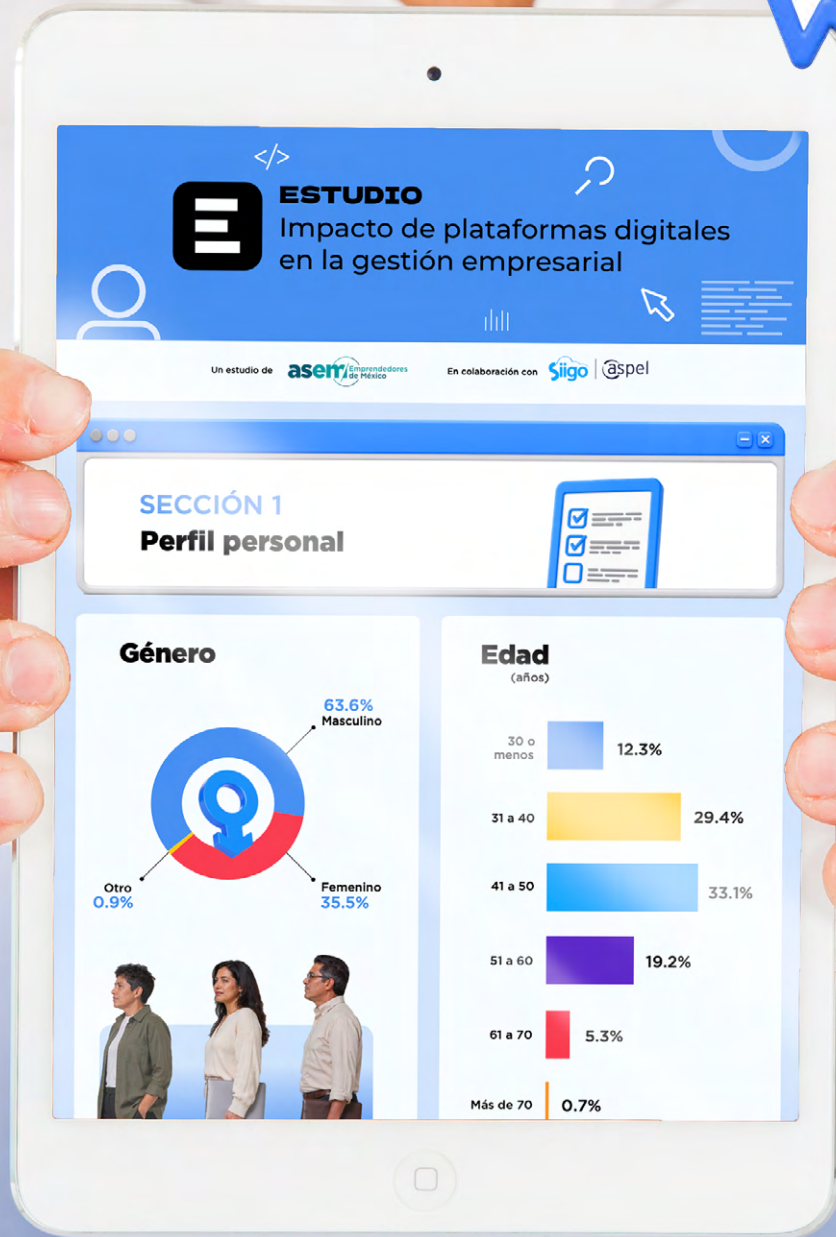 </>
ESTUDIO
Impacto de plataformas digitales
en la gestión empresarial
Un estudio de asem Emprendedores
de México
En colaboración con Siigo | aspel
SECCIÓN 1
Perfil personal
Género
63.6%
Masculino
Otro
0.9%
Femenino
35.5%
Edad
(años)
30 o
menos
12.3%
31 a 40 29.4%
41 a 50 33.1%
51 a 60 19.2%
61 a 70 5.3%
Más de 70 0.7%